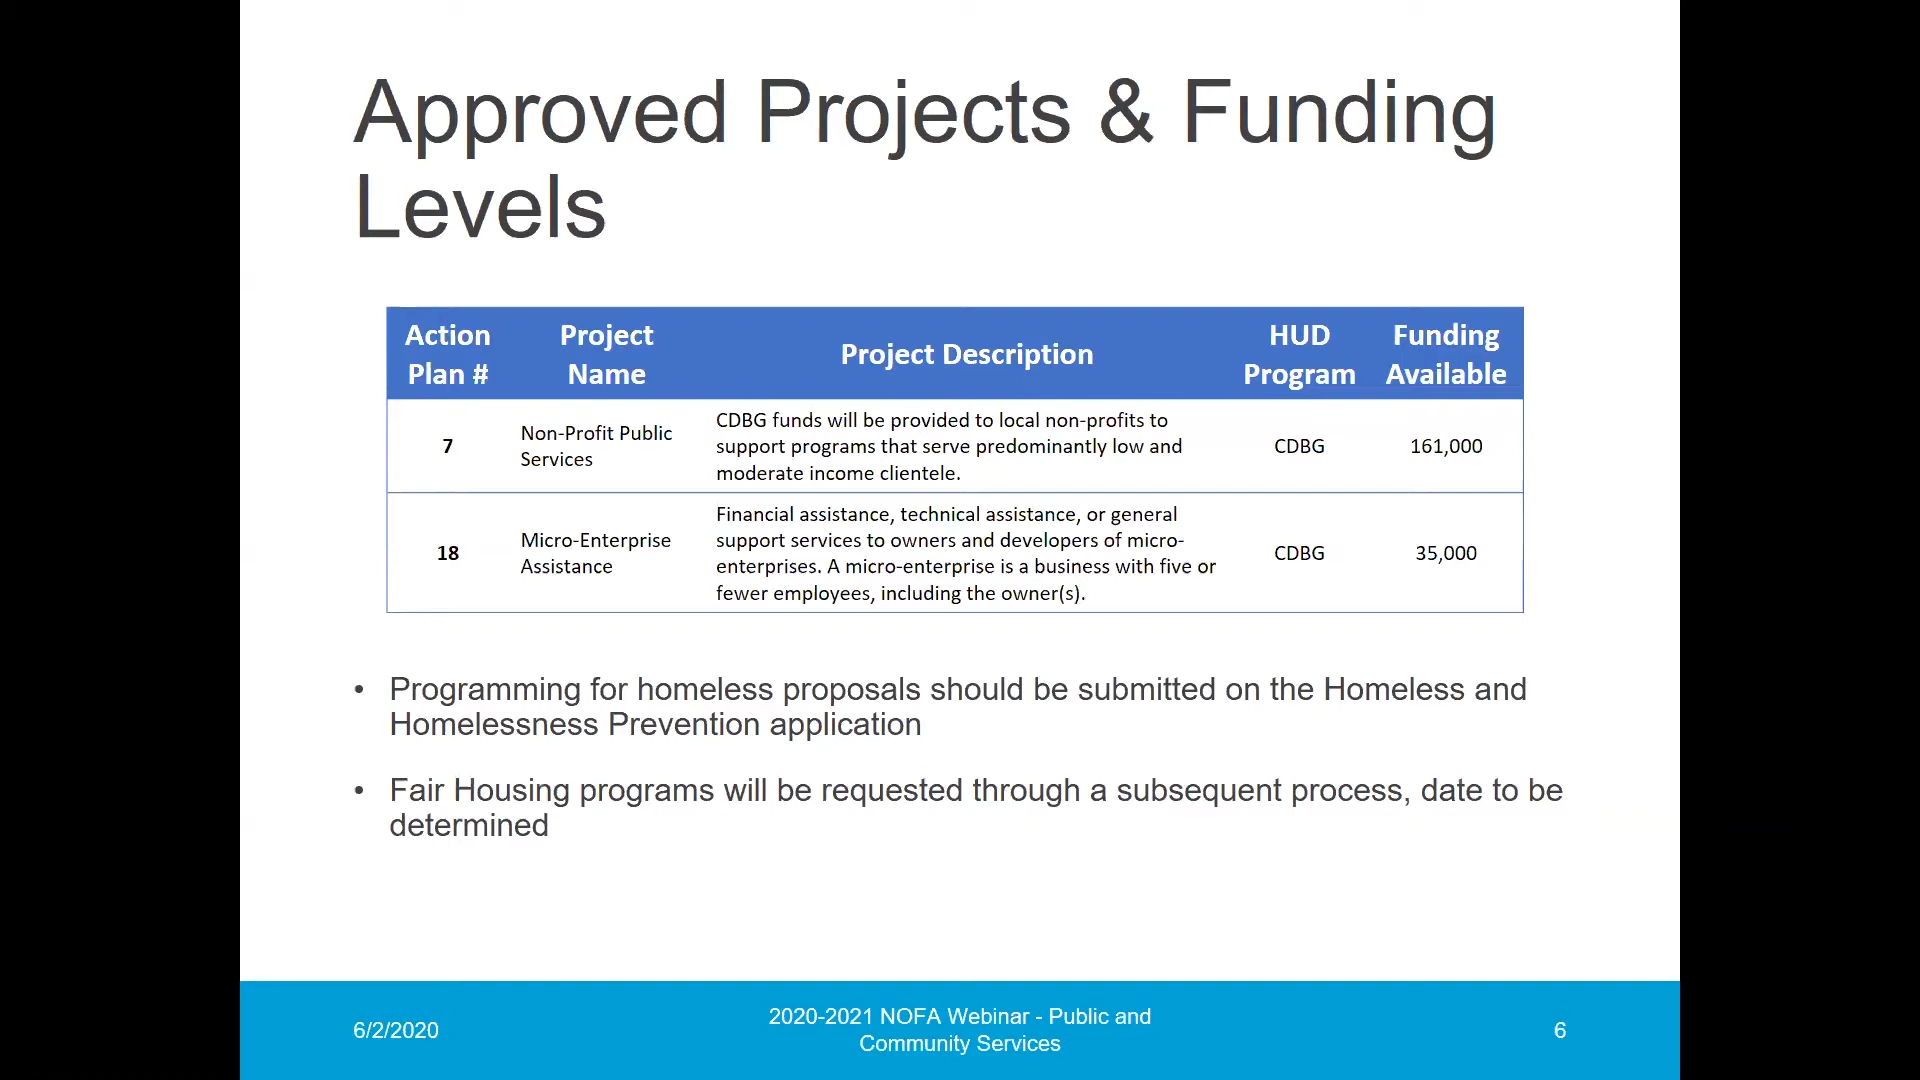 Approved Projects & Funding
Levels
Action
Plan #
Project
Name
Project Description
HUD
Program
Funding
Available
7
Non-Profit Public
Services
CDBG funds will be provided to local non-profits to
support programs that serve predominantly low and
moderate income clientele.
CDBG
161,000
18
Micro-Enterprise
Assistance
Financial assistance, technical assistance, or general
support services to owners and developers of micro-
enterprises. A micro-enterprise is a business with five or
fewer employees, including the owner(s).
CDBG
35,000
• Programming for homeless proposals should be submitted on the Homeless and
Homelessness Prevention application
• Fair Housing programs will be requested through a subsequent process, date to be
determined
6/2/2020
2020-2021 NOFA Webinar - Public and
Community Services
6